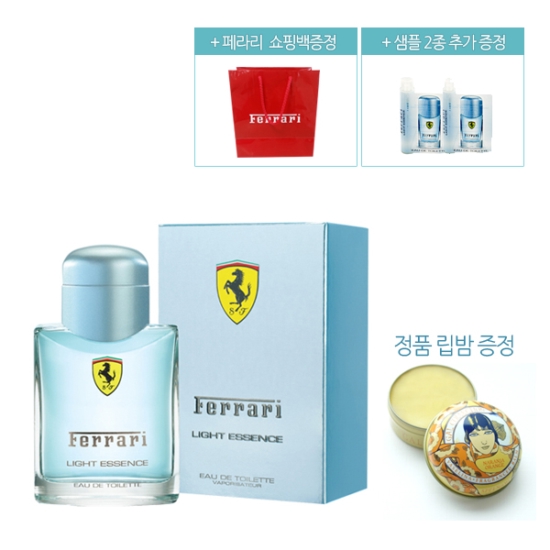 + 페라리 쇼핑백증정
+ 샘플 2종 추가 증정
Ferrari
S F
Ferrari
LIGHT ESSENCE
EAU DE TOILETTE
VAPORISATEUR
S F
Ferrari
LIGHT ESSENCE
EAU DE TOILETTE
정품 립밤 증정